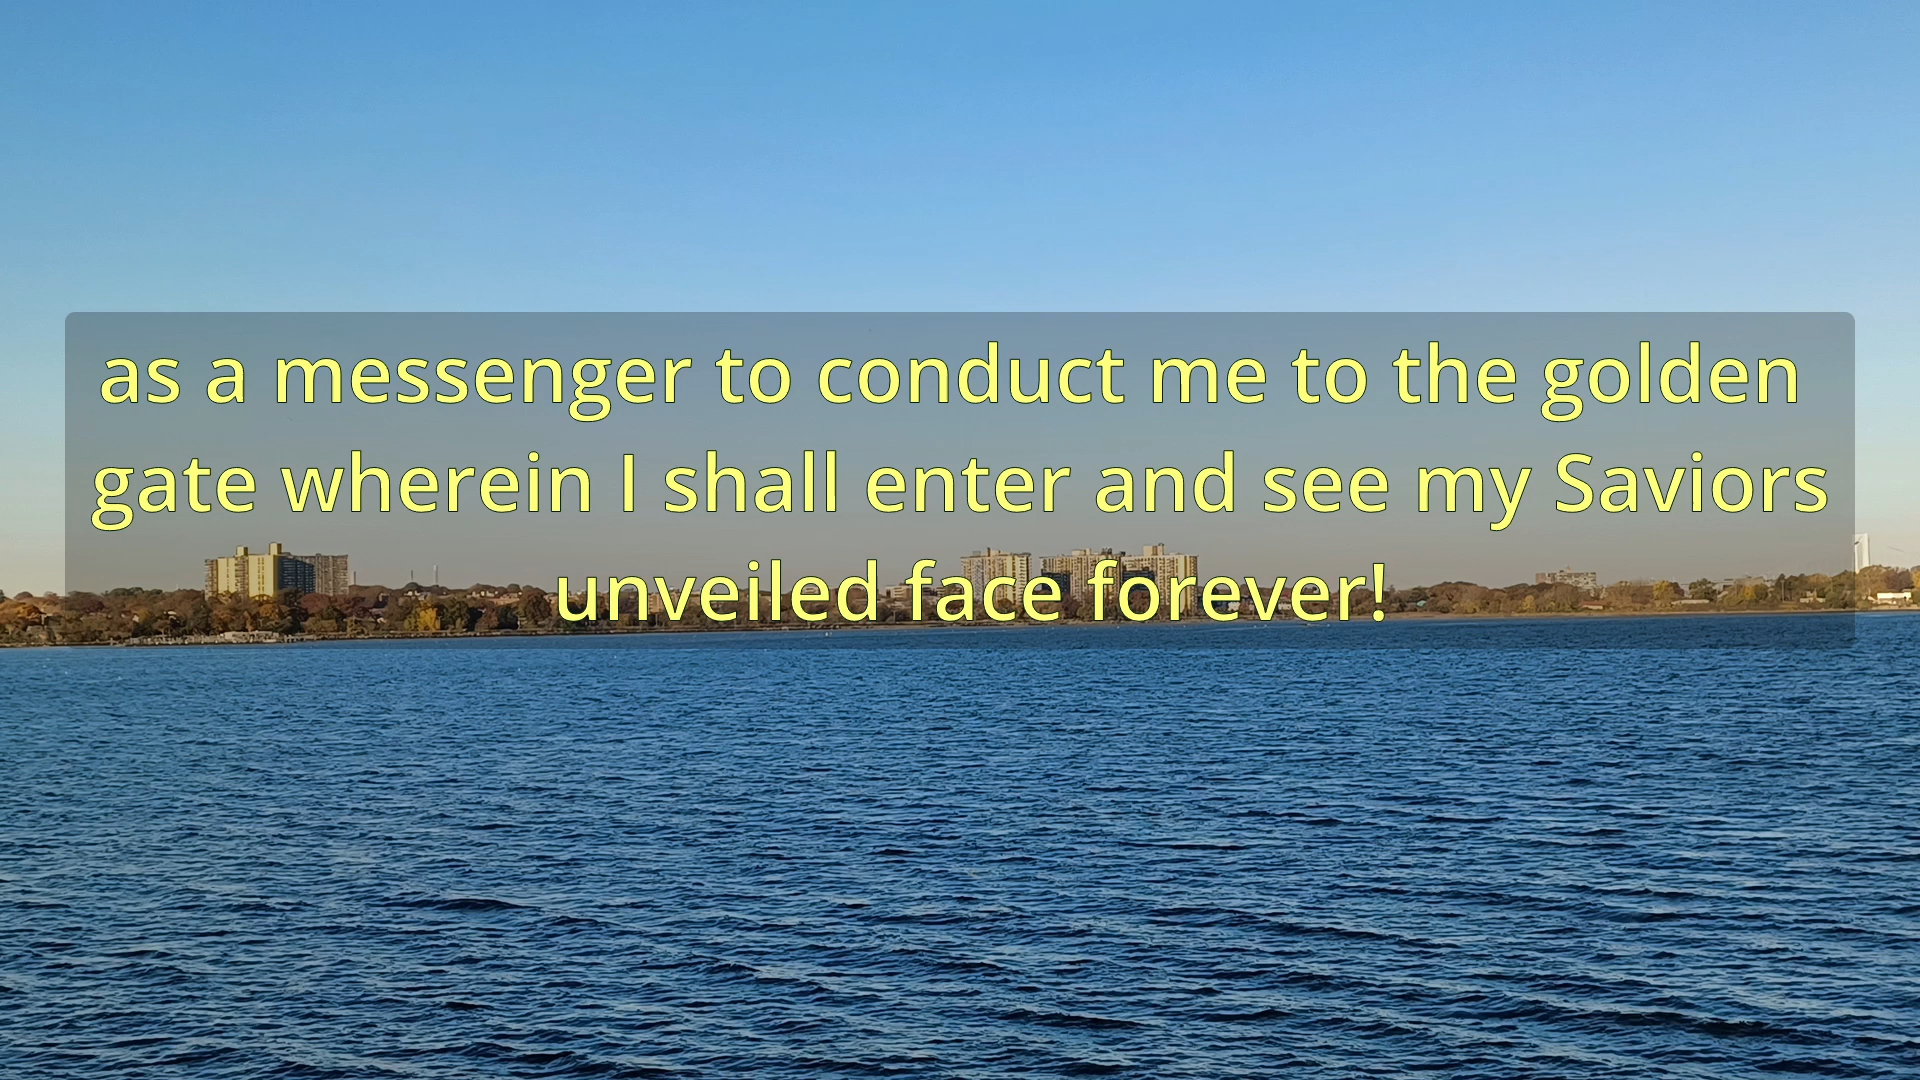 as a messenger to conduct me to the golden
gate wherein I shall enter and see my Saviors
unveiled face forever!